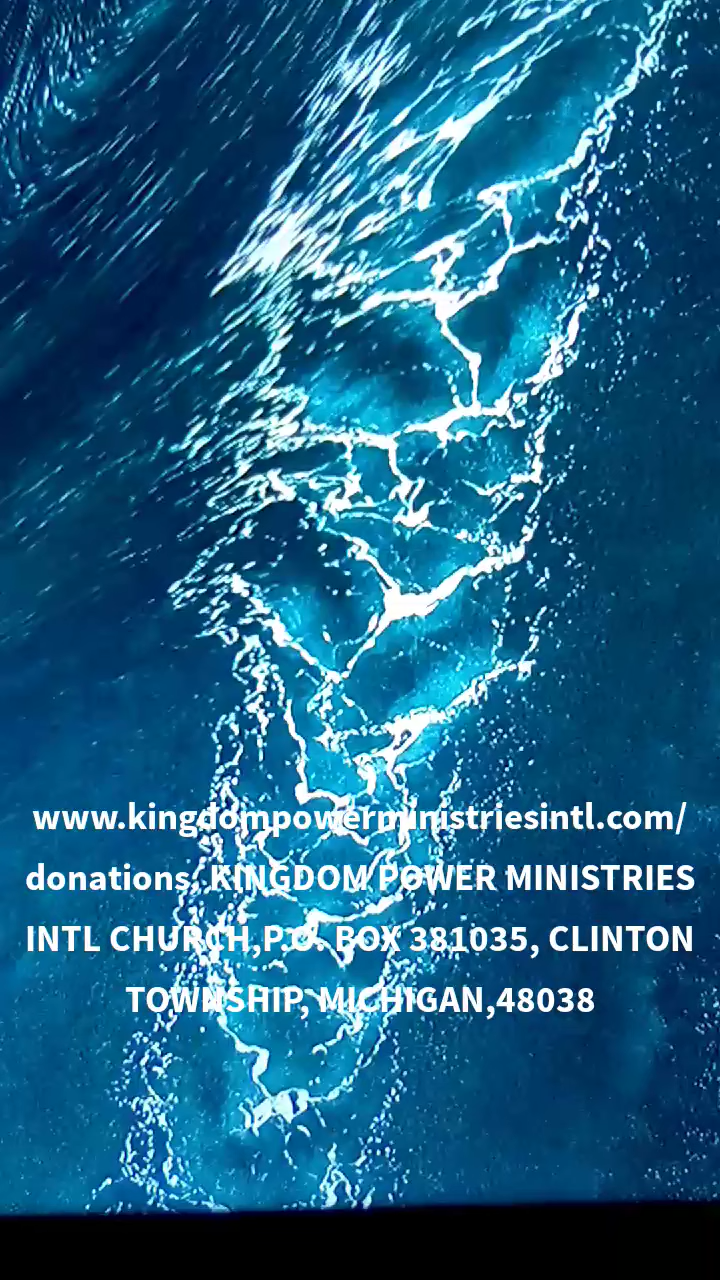 www.kingdompowerministriesintl.com/
donations, KINGDOM POWER MINISTRIES
INTL CHURCH,P.O. BOX 381035, CLINTON
TOWNSHIP, MICHIGAN,48038